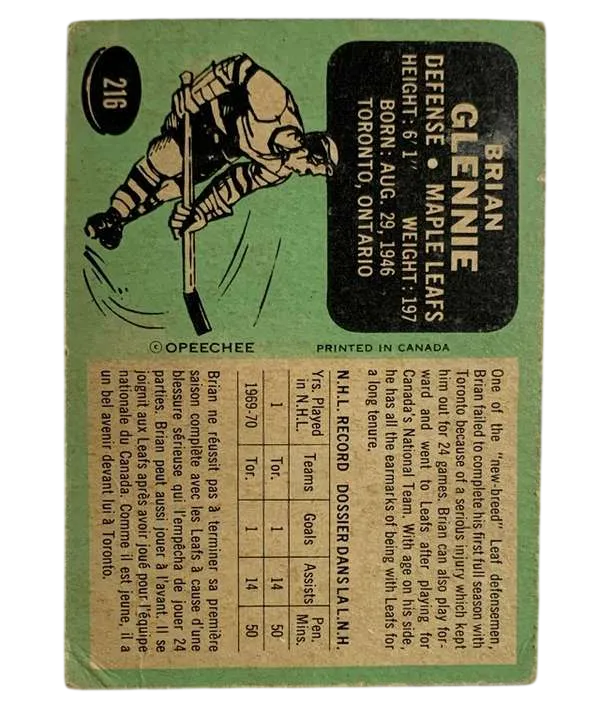 216
BRIAN
GLENNIE
DEFENSE • MAPLE LEAFS
HEIGHT: 6'1" WEIGHT: 197
BORN: AUG. 29, 1946
TORONTO, ONTARIO
© OPEECHEE
PRINTED IN CANADA
One of the "new-breed" Leaf defensemen,
Brian failed to complete his first full season with
Toronto because of a serious injury which kept
him out for 24 games. Brian can also play for-
ward and went to Leafs after playing for
Canada's National Team. With age on his side,
he has all the earmarks of being with Leafs for
a long tenure.
N.H.L. RECORD DOSSIER DANS LA L.N.H.
Yrs. Played in N.H.L. Teams Goals Assists Pen. Mins.
1 Tor. 1 14 50
1969-70 Tor. 1 14 50
Brian ne réussit pas à terminer sa première
saison complète avec les Leafs à cause d'une
blessure sérieuse qui l'empêcha de jouer 24
parties. Brian peut aussi jouer à l'avant. Il se
joignit aux Leafs après avoir joué pour l'équipe
nationale du Canada. Comme il est jeune, il a
un bel avenir devant lui à Toronto.